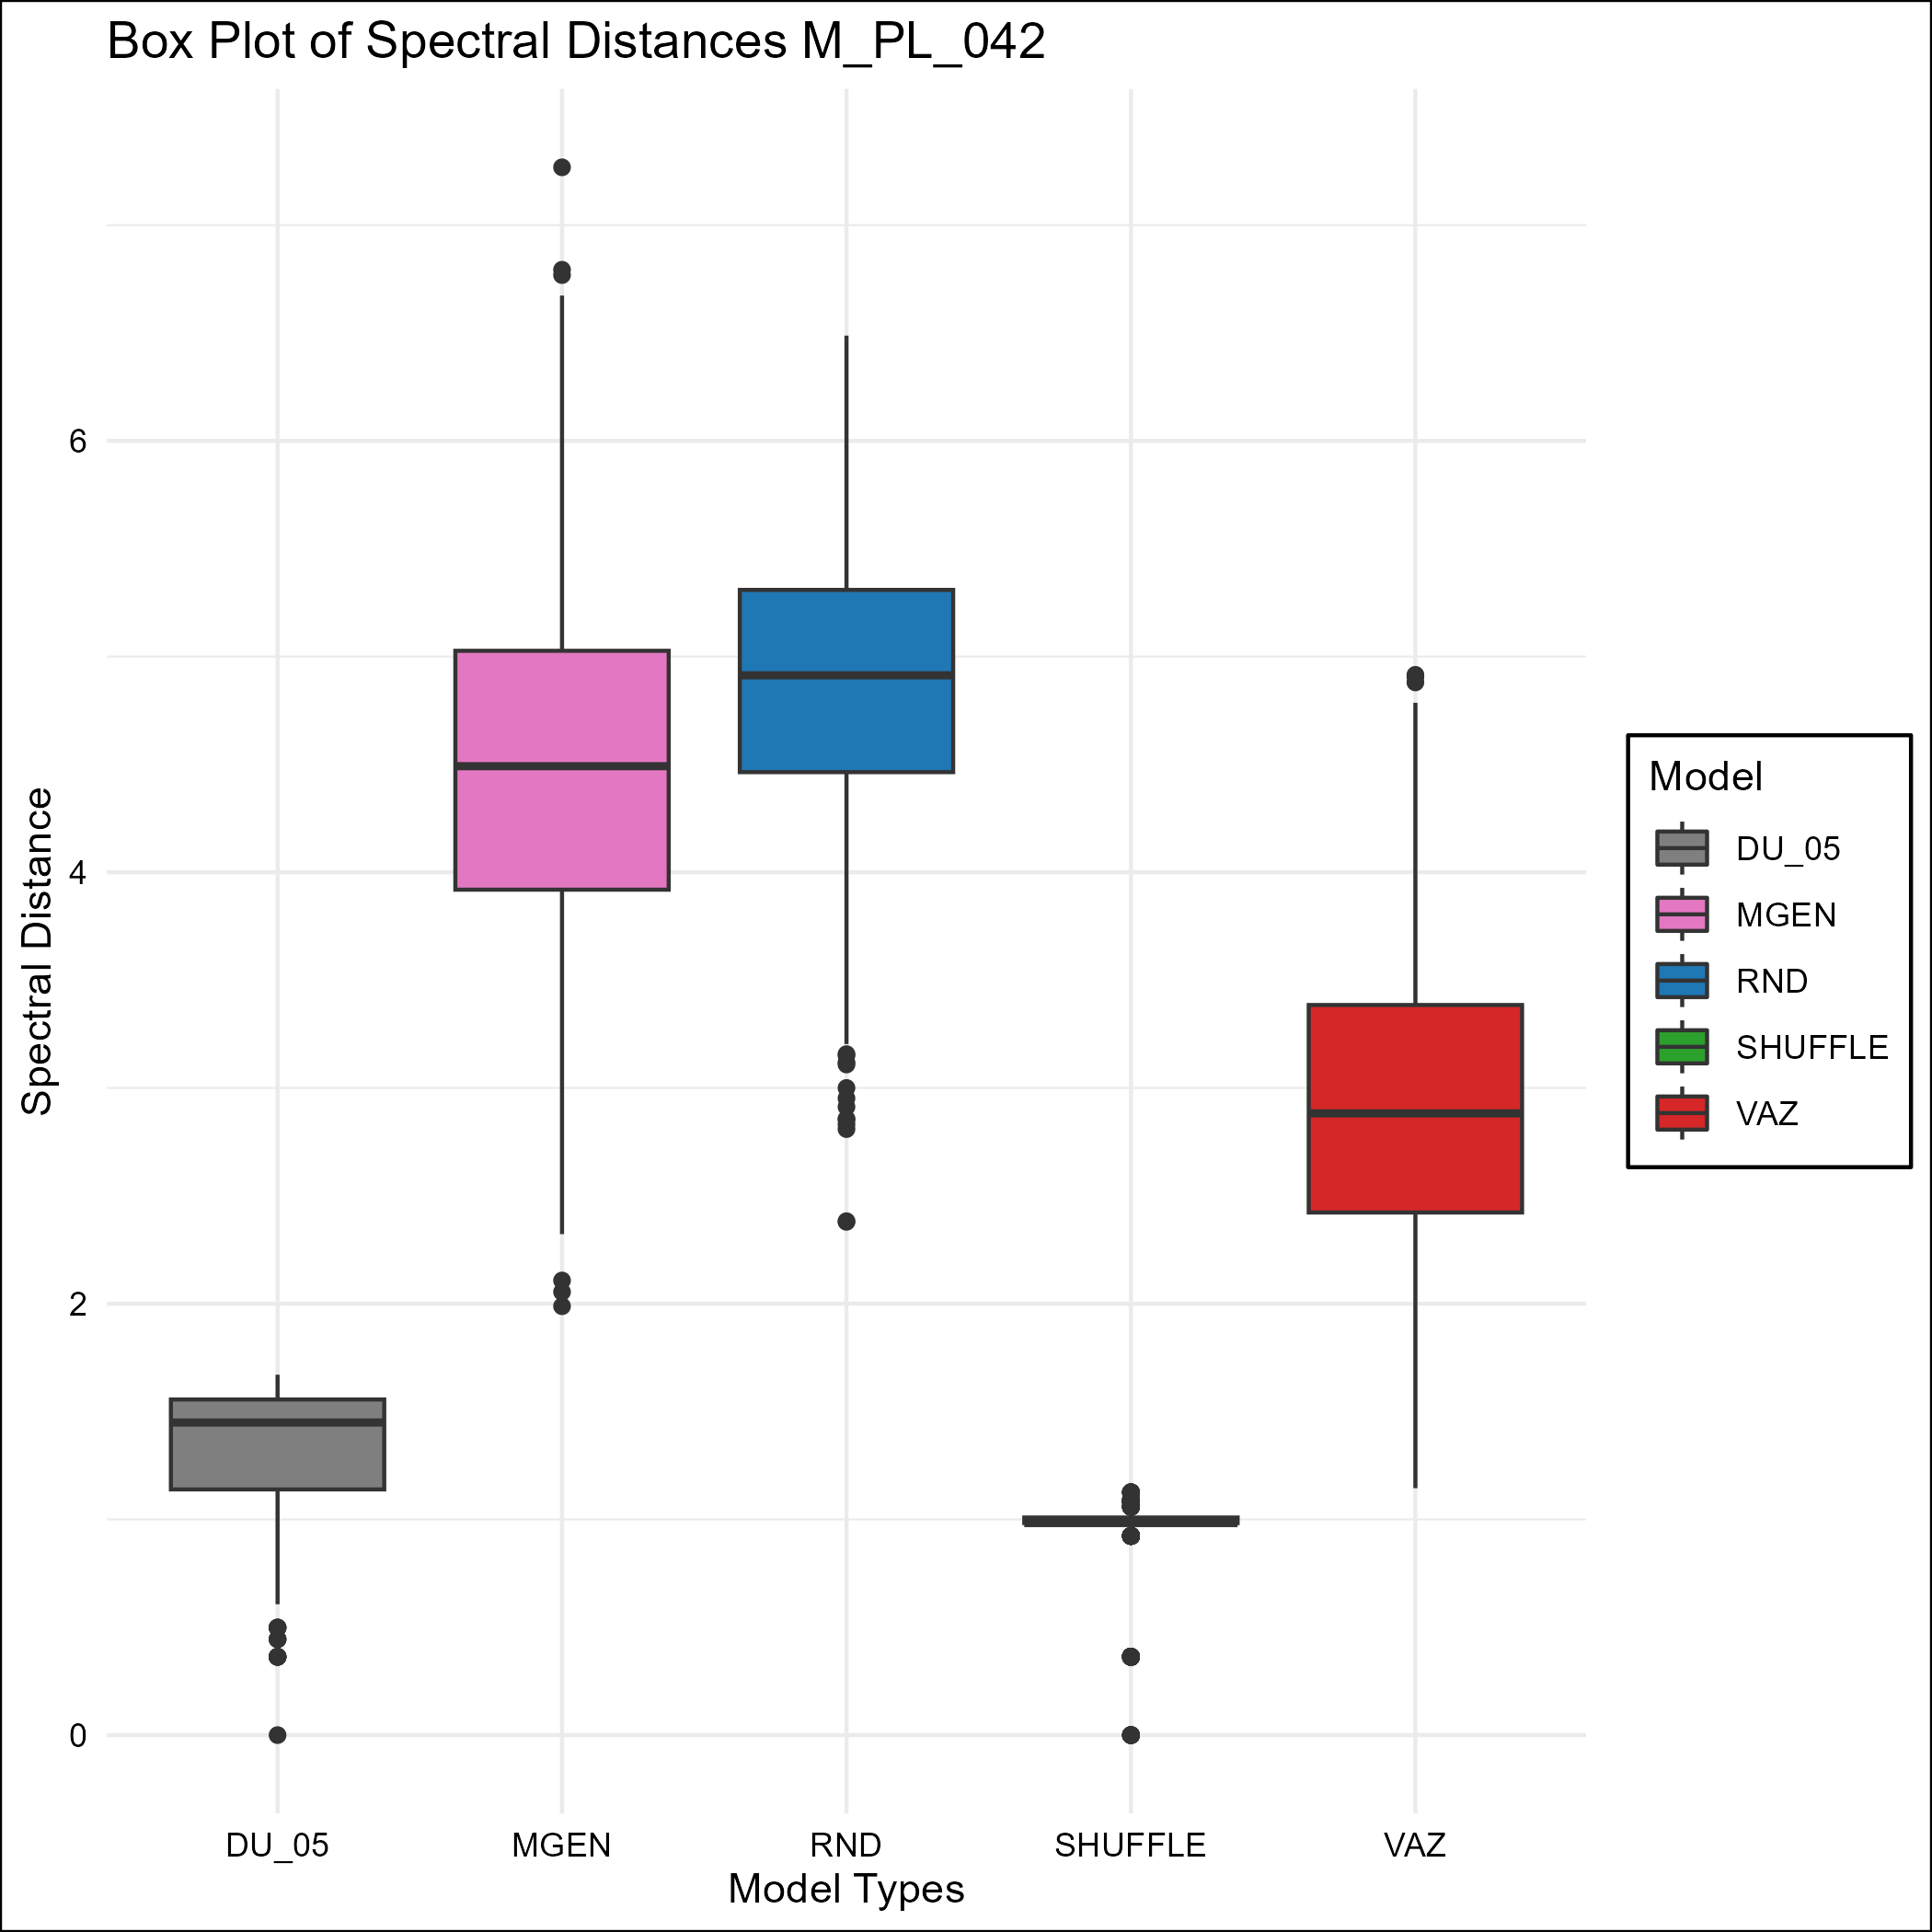 Box Plot of Spectral Distances M_PL_042
Spectral Distance
6
4
2
0
DU_05
MGEN
RND
SHUFFLE
VAZ
Model Types
Model
DU_05
MGEN
RND
SHUFFLE
VAZ